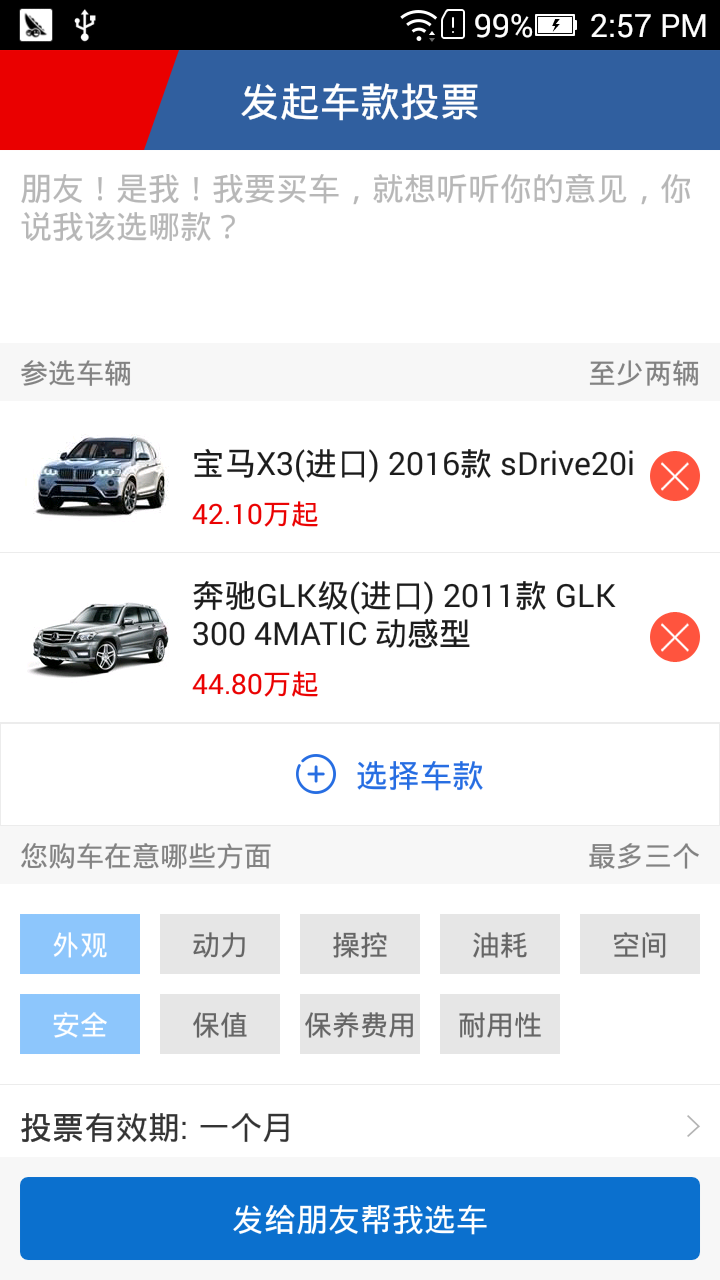 99% 2:57 PM
发起车款投票
朋友！是我！我要买车，就想听听你的意见，你
说我该选哪款？
参选车辆 至少两辆
宝马X3(进口) 2016款 sDrive20i
42.10万起
奔驰GLK级(进口) 2011款 GLK
300 4MATIC 动感型
44.80万起
选择车款
您购车在意哪些方面 最多三个
外观 动力 操控 油耗 空间
安全 保值 保养费用 耐用性
投票有效期: 一个月
发给朋友帮我选车